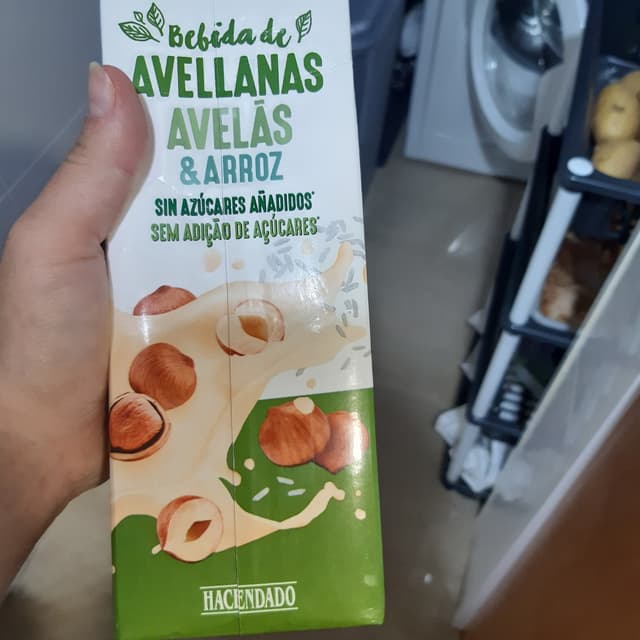 Bebida de
AVELLANAS
AVELÃS
& ARROZ
SIN AZÚCARES AÑADIDOS*
SEM ADIÇÃO DE AÇÚCARES*
HACENDADO